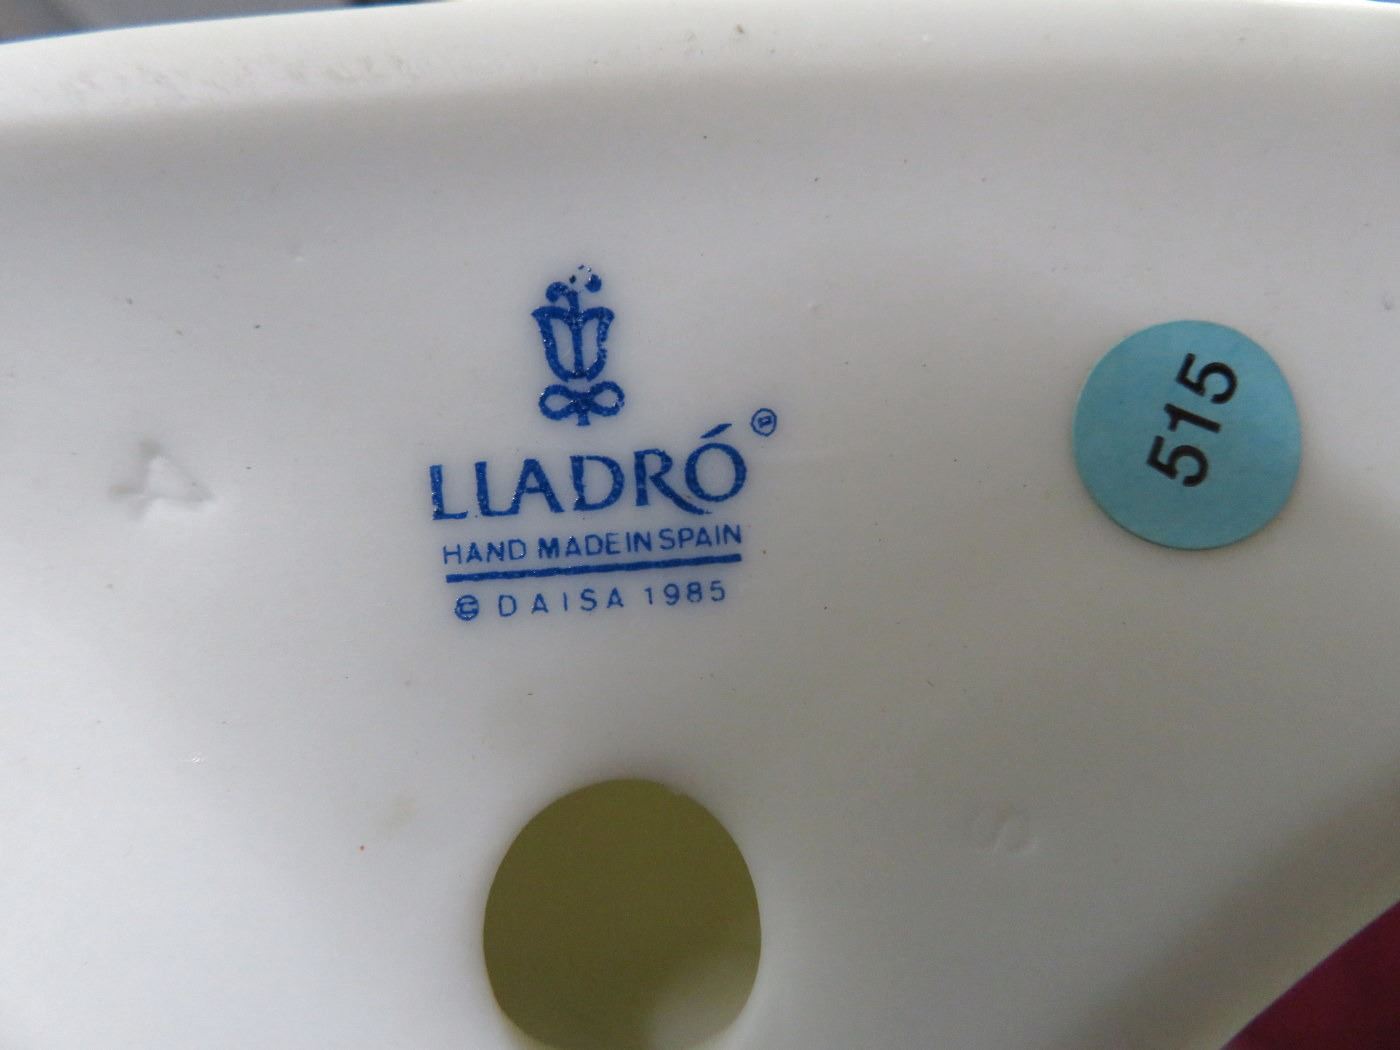 LLADRÓ ®
HAND MADE IN SPAIN
© DAISA 1985
515
A
S